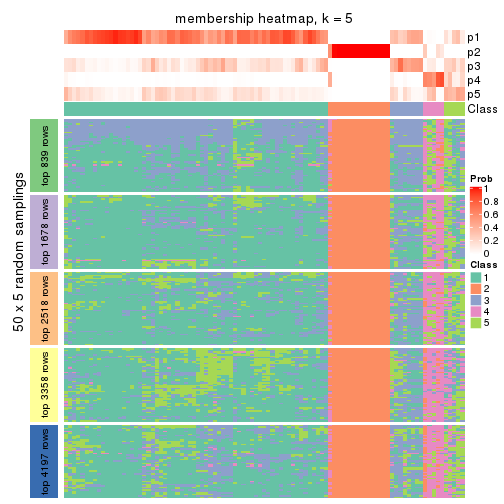 membership heatmap, k = 5
p1
p2
p3
p4
p5
Class
50 x 5 random samplings
top 839 rows
top 1678 rows
top 2518 rows
top 3358 rows
top 4197 rows
Prob
1
0.8
0.6
0.4
0.2
0
Class
1
2
3
4
5